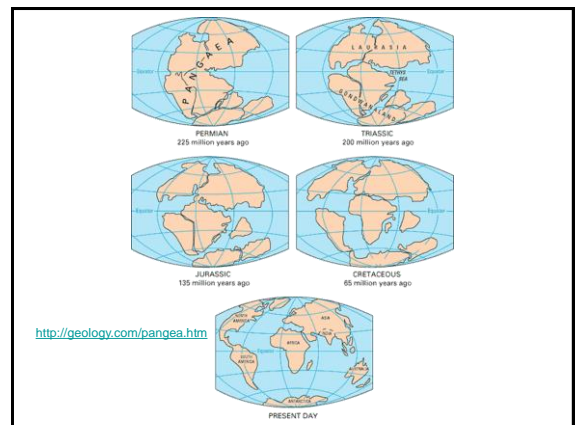 PANGAEA
Equator
PERMIAN
225 million years ago
LAURASIA
TETHYS
SEA
Equator
GONDWANALAND
TRIASSIC
200 million years ago
Equator
JURASSIC
135 million years ago
Equator
CRETACEOUS
65 million years ago
http://geology.com/pangea.htm
NORTH
AMERICA
ASIA
INDIA
AFRICA
Equator
SOUTH
AMERICA
AUSTRALIA
ANTARCTICA
PRESENT DAY